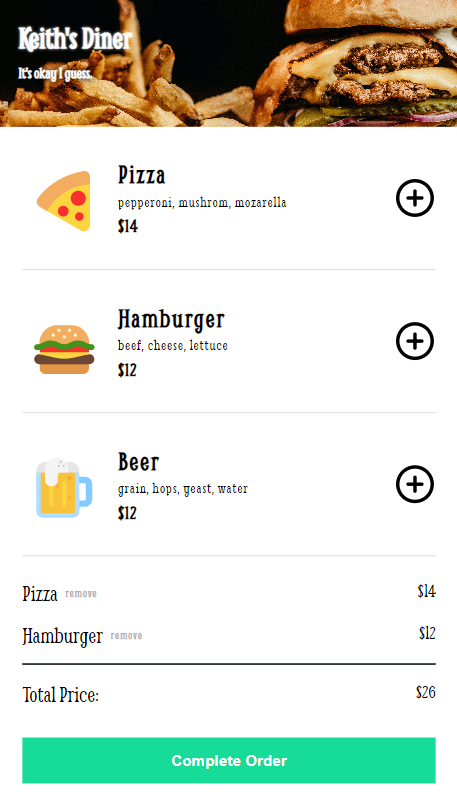 Keith's Diner
It's okay I guess.
Pizza
pepperoni, mushrom, mozarella
$14
Hamburger
beef, cheese, lettuce
$12
Beer
grain, hops, yeast, water
$12
Pizza remove $14
Hamburger remove $12
Total Price: $26
Complete Order